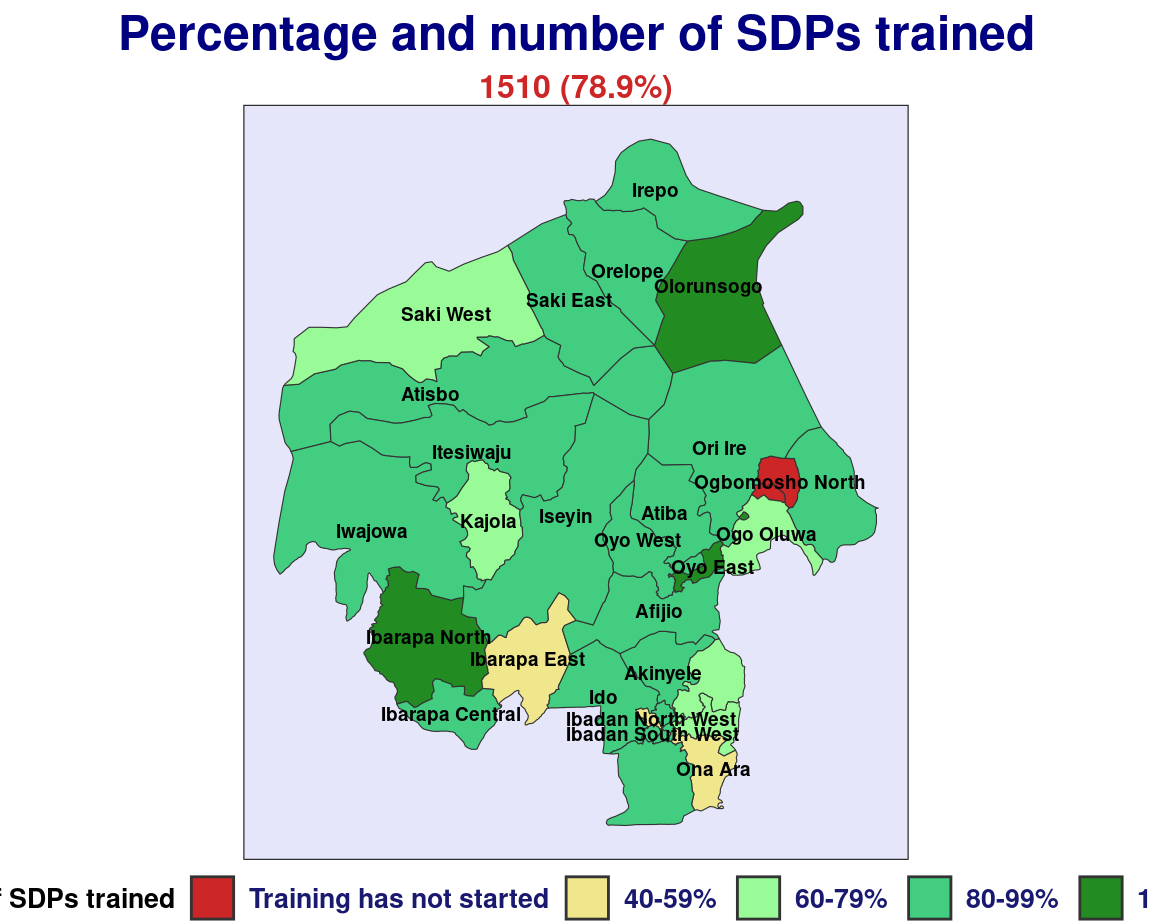 Percentage and number of SDPs trained
1510 (78.9%)
Irepo
Orelope
Olorunsogo
Saki East
Saki West
Atisbo
Ori Ire
Itesiwaju
Ogbomosho North
Kajola
Iseyin
Atiba
Iwajowa
Oyo West
Ogo Oluwa
Oyo East
Afijio
Ibarapa North
Ibarapa East
Akinyele
Ido
Ibarapa Central
Ibadan North West
Ibadan South West
Ona Ara
SDPs trained Training has not started 40-59% 60-79% 80-99% 1